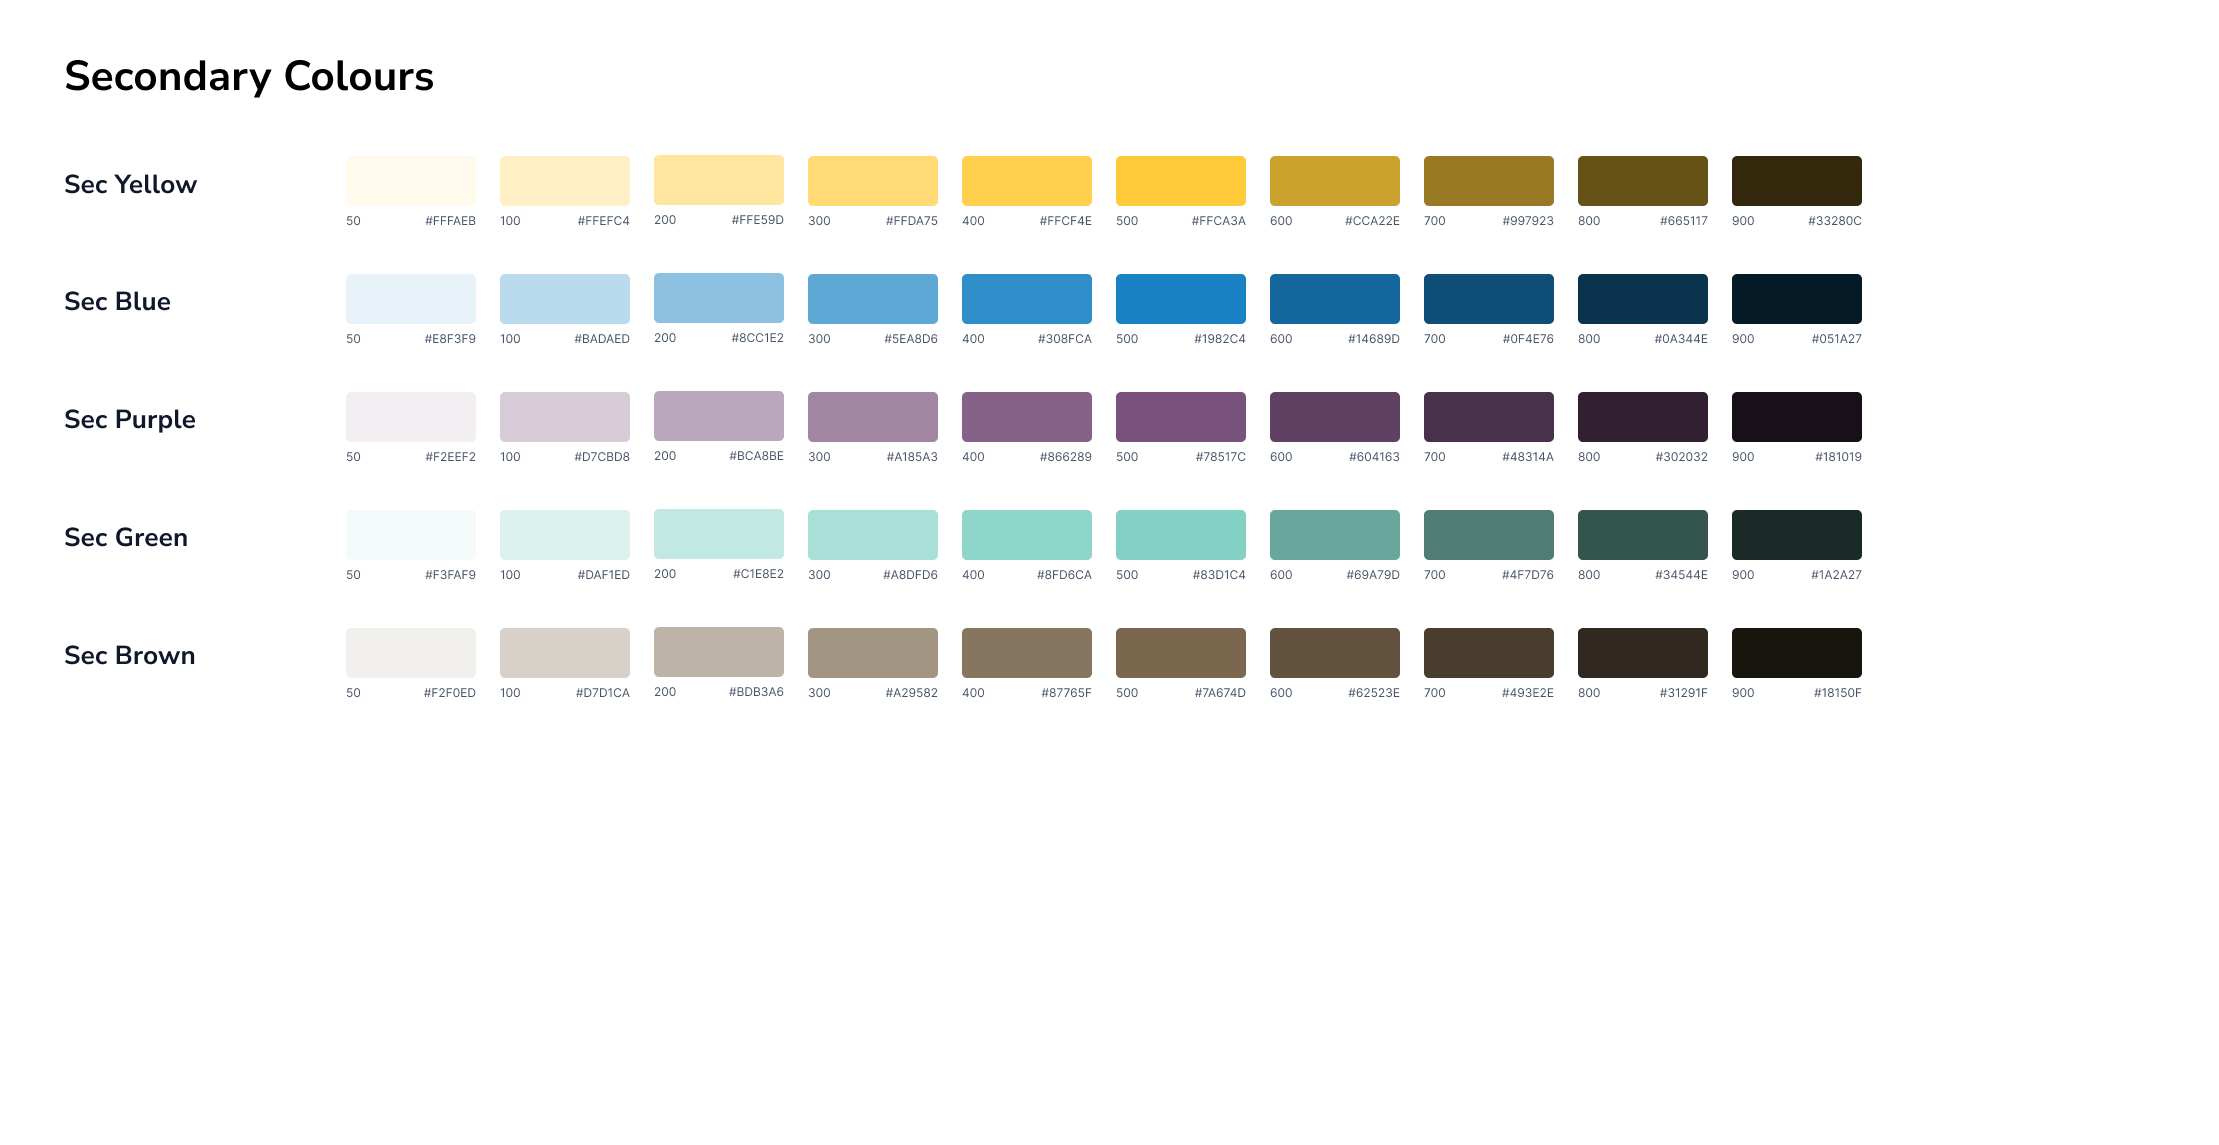 Secondary Colours
Sec Yellow
50 #FFFAEB 100 #FFEFC4 200 #FFE59D 300 #FFDA75 400 #FFCF4E 500 #FFCA3A 600 #CCA22E 700 #997923 800 #665117 900 #33280C
Sec Blue
50 #E8F3F9 100 #BADAED 200 #8CC1E2 300 #5EA8D6 400 #308FCA 500 #1982C4 600 #14689D 700 #0F4E76 800 #0A344E 900 #051A27
Sec Purple
50 #F2EEF2 100 #D7CBD8 200 #BCA8BE 300 #A185A3 400 #866289 500 #78517C 600 #604163 700 #48314A 800 #302032 900 #181019
Sec Green
50 #F3FAF9 100 #DAF1ED 200 #C1E8E2 300 #A8DFD6 400 #8FD6CA 500 #83D1C4 600 #69A79D 700 #4F7D76 800 #34544E 900 #1A2A27
Sec Brown
50 #F2F0ED 100 #D7D1CA 200 #BDB3A6 300 #A29582 400 #87765F 500 #7A674D 600 #62523E 700 #493E2E 800 #31291F 900 #18150F